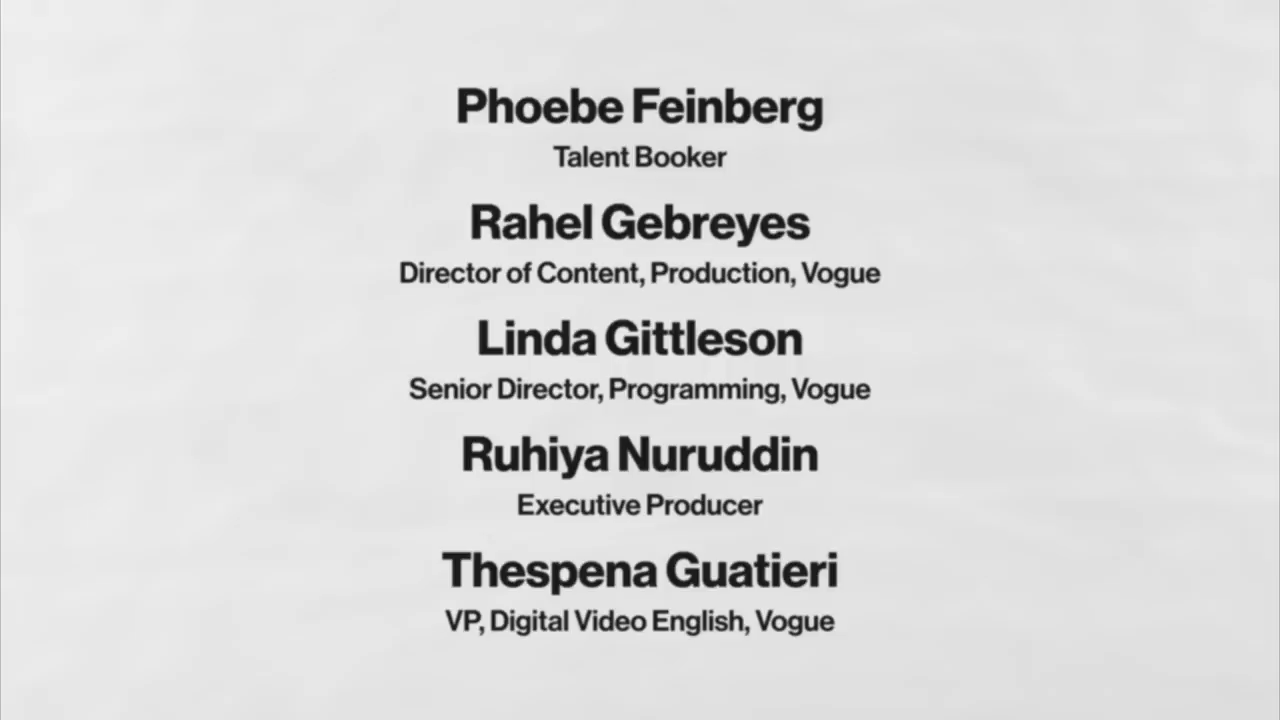 Phoebe Feinberg
Talent Booker
Rahel Gebreyes
Director of Content, Production, Vogue
Linda Gittleson
Senior Director, Programming, Vogue
Ruhiya Nuruddin
Executive Producer
Thespena Guatieri
VP, Digital Video English, Vogue